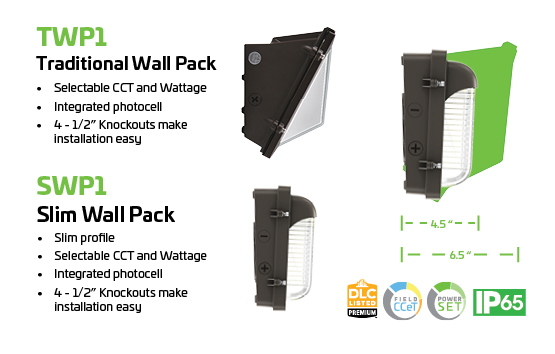 TWP1
Traditional Wall Pack
• Selectable CCT and Wattage
• Integrated photocell
• 4 - 1/2” Knockouts make
installation easy
SWP1
Slim Wall Pack
• Slim profile
• Selectable CCT and Wattage
• Integrated photocell
• 4 - 1/2” Knockouts make
installation easy
4.5 “
6.5 “
DLC
LISTED
PREMIUM
FIELD
CCeT
POWER
SET
IP65